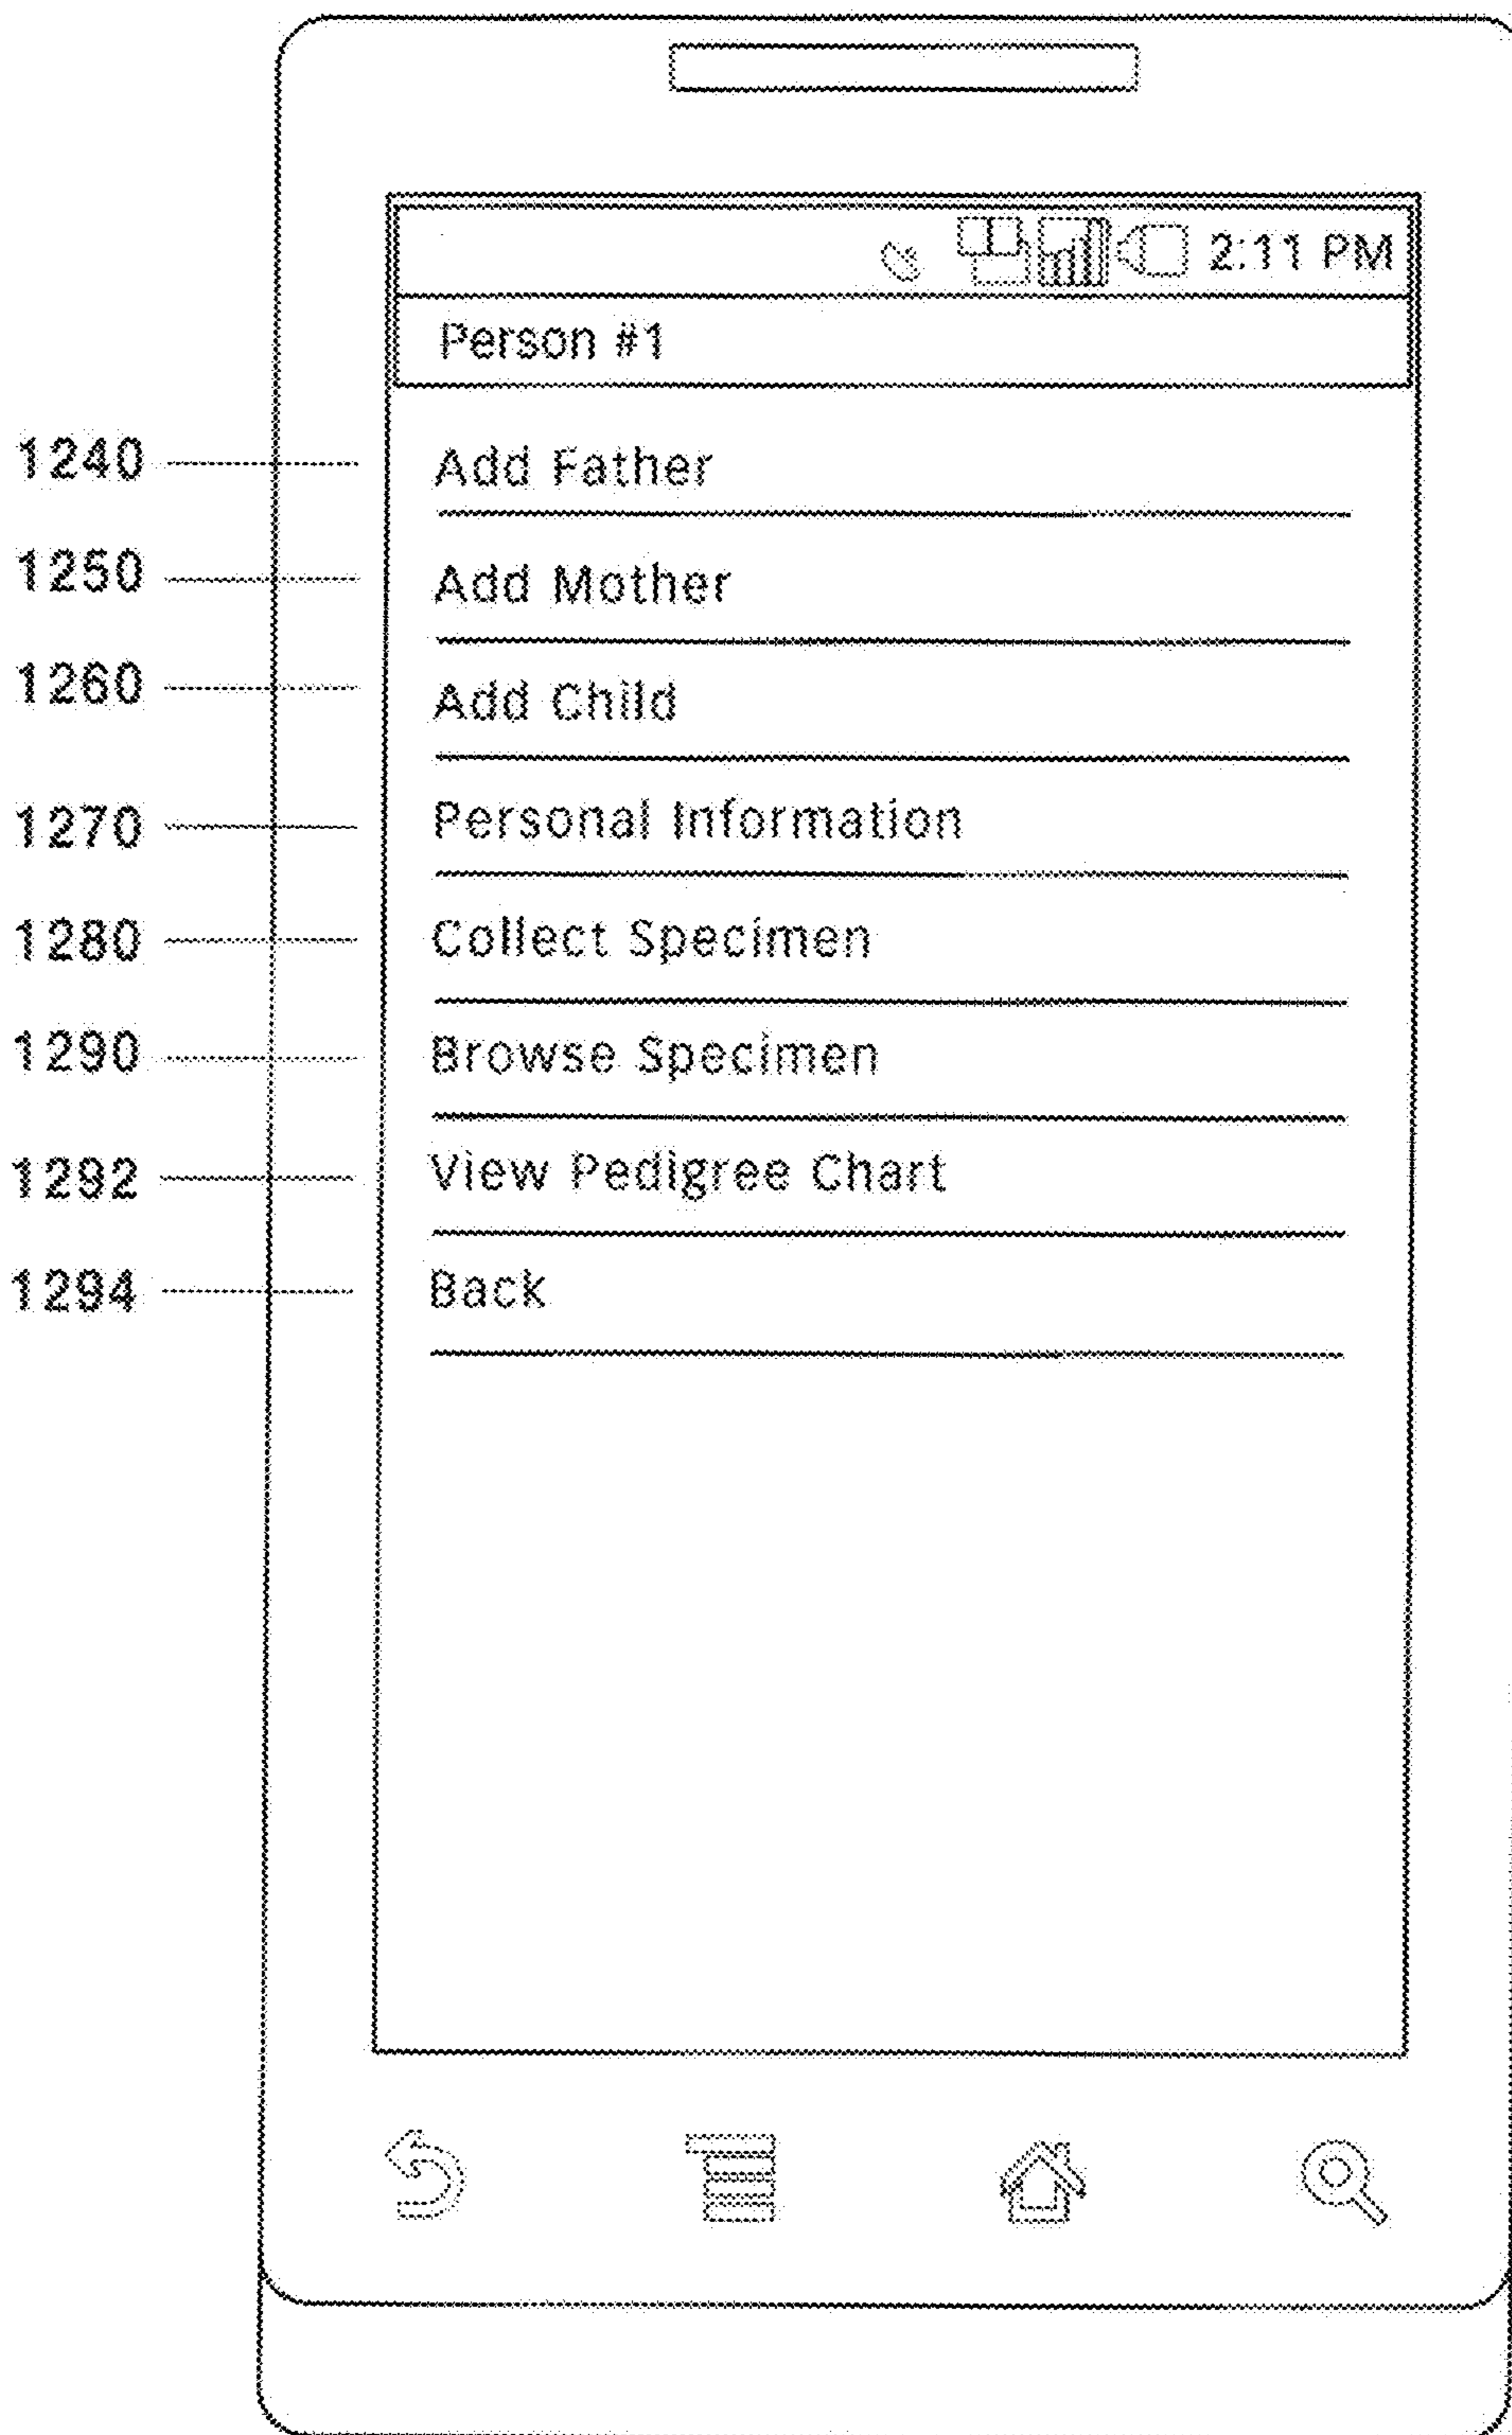 2:11 PM
Person #1
1240 Add Father
1250 Add Mother
1260 Add Child
1270 Personal Information
1280 Collect Specimen
1290 Browse Specimen
1292 View Pedigree Chart
1294 Back